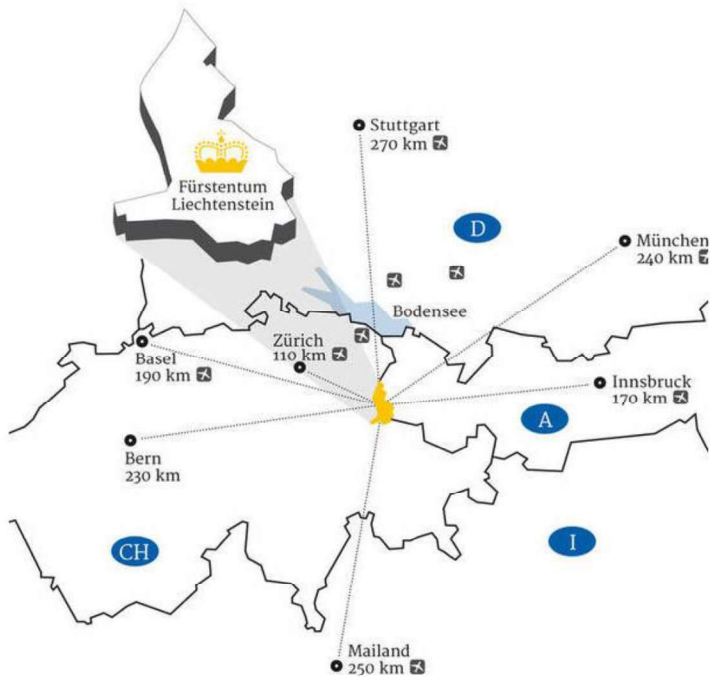 Stuttgart
270 km
Fürstentum
Liechtenstein
D
München
240 km
Bodensee
Zürich
110 km
Basel
190 km
Innsbruck
170 km
A
Bern
230 km
CH
I
Mailand
250 km